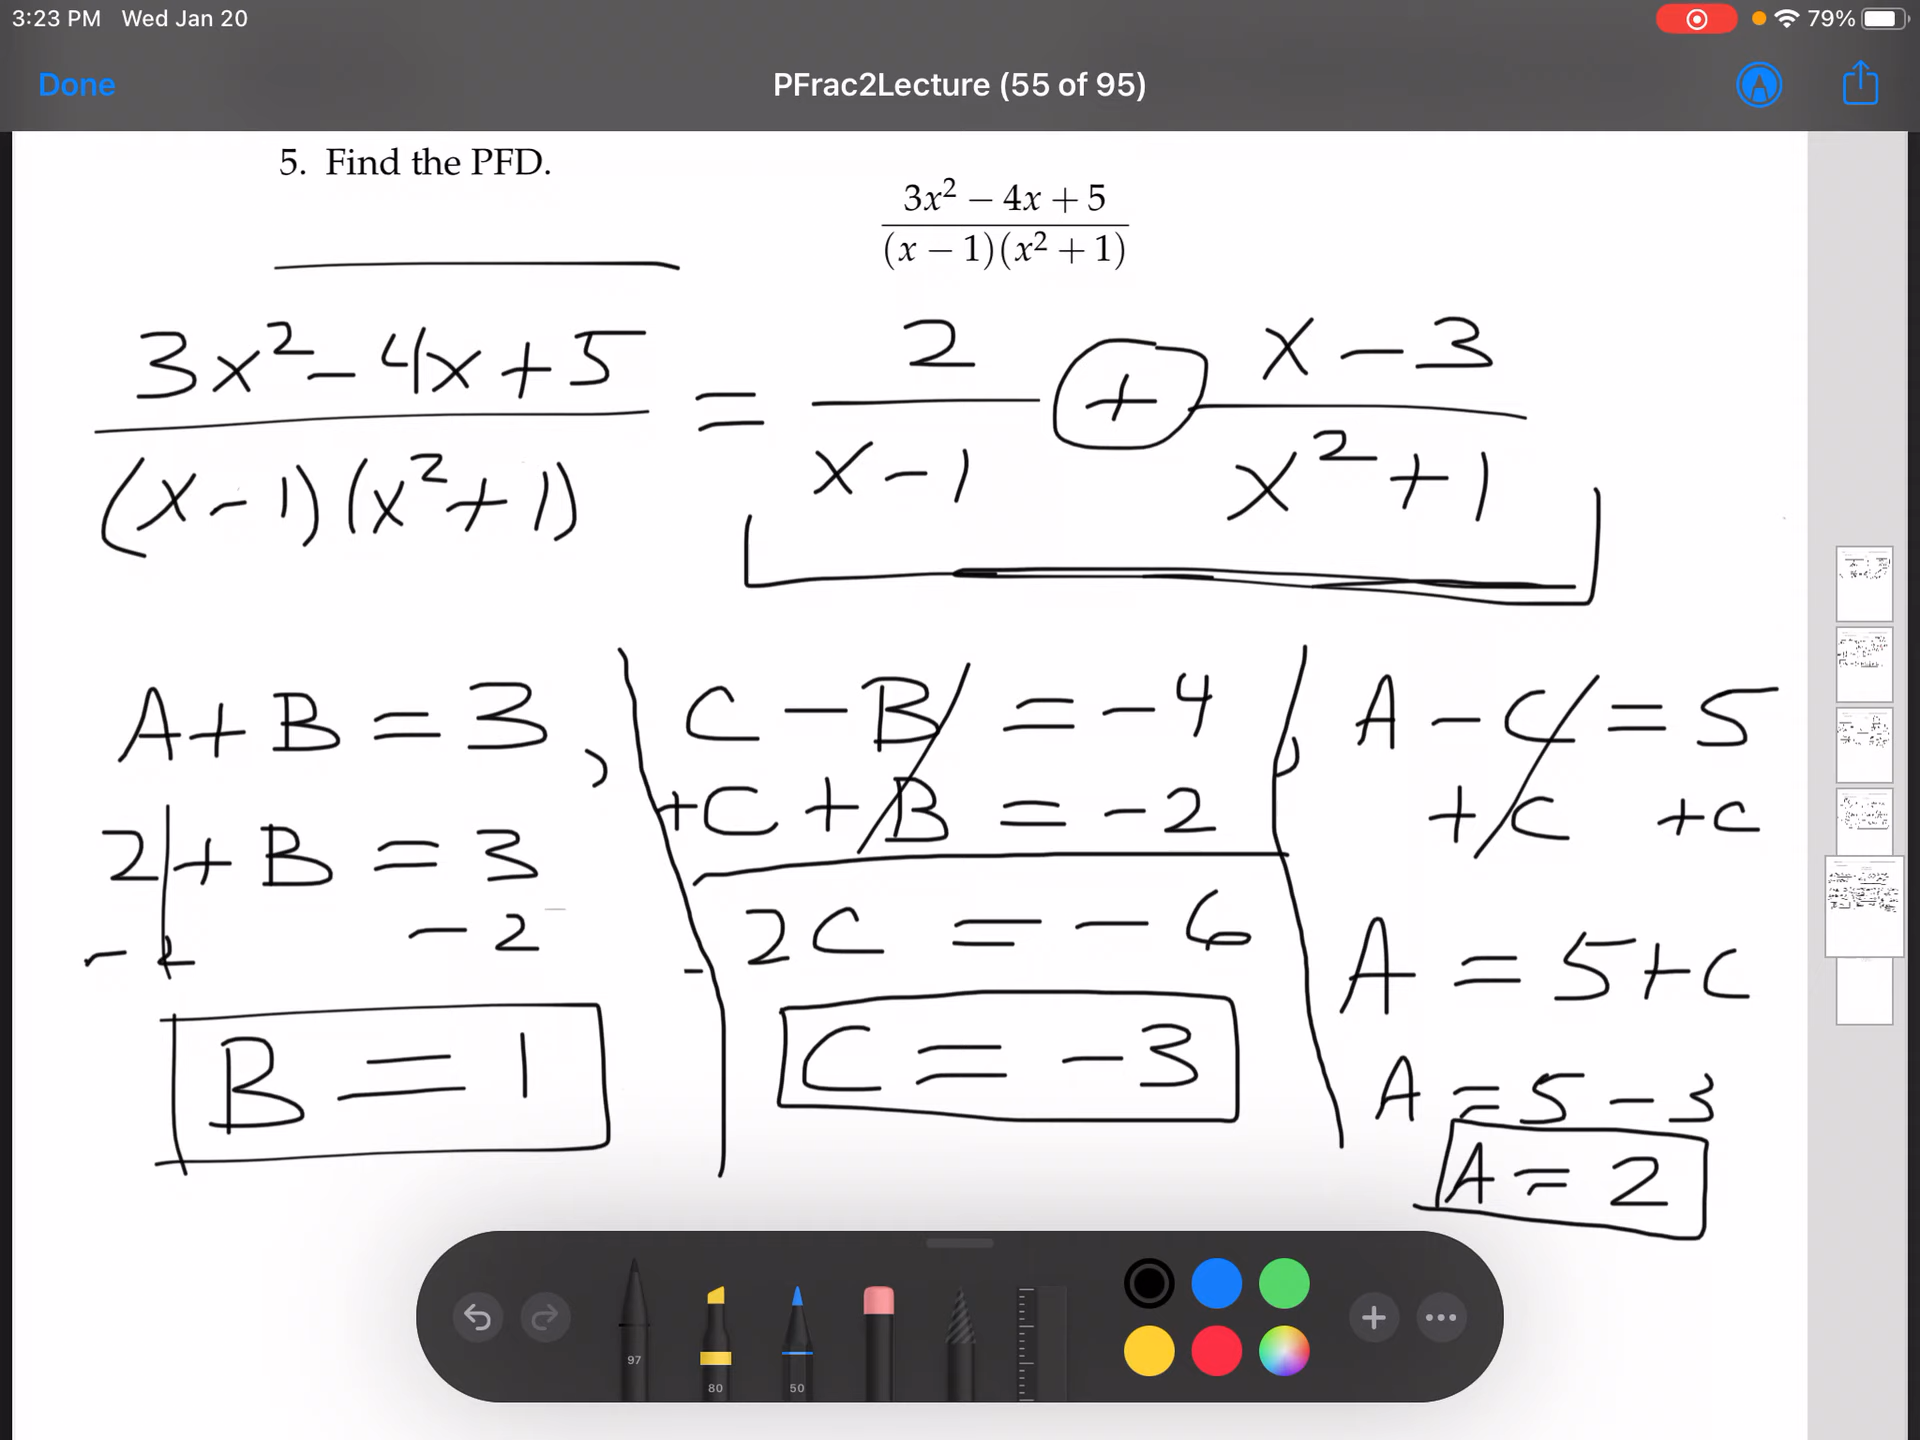 3:23 PM Wed Jan 20 79%
Done PFrac2Lecture (55 of 95)
5. Find the PFD.
3x² − 4x + 5
(x − 1)(x² + 1)
3x² − 4x + 5 = 2 + x − 3
(x − 1)(x² + 1) x − 1 x² + 1
A + B = 3 , C − B = −4 , A − C = 5
+C + B = −2 +C +C
2 + B = 3
−2 −2
2C = −6
A = 5 + C
B = 1
C = −3
A = 5 − 3
A = 2
97 80 50